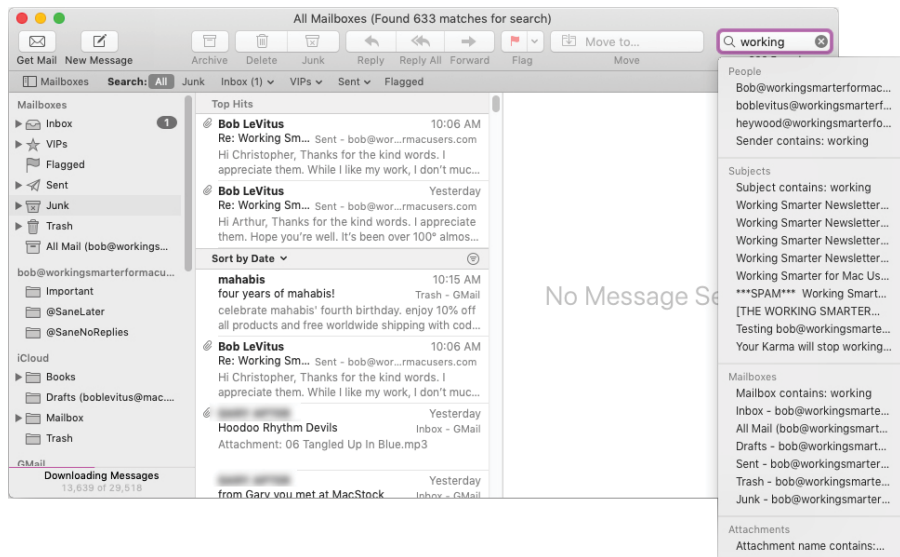 All Mailboxes (Found 633 matches for search)
Get Mail New Message Archive Delete Junk Reply Reply All Forward Flag Move to... Move
working
Mailboxes Search: All Junk Inbox (1) VIPs Sent Flagged
Mailboxes
Inbox 1
VIPs
Flagged
Sent
Junk
Trash
All Mail (bob@workings...
bob@workingsmarterformacu...
Important
@SaneLater
@SaneNoReplies
iCloud
Books
Drafts (boblevitus@mac....
Mailbox
Trash
GMail
Downloading Messages
13,639 of 29,518
Top Hits
Bob LeVitus 10:06 AM
Re: Working Sm... Sent - bob@wor...rmacusers.com
Hi Christopher, Thanks for the kind words. I
appreciate them. While I like my work, I don't muc...
Bob LeVitus Yesterday
Re: Working Sm... Sent - bob@wor...rmacusers.com
Hi Arthur, Thanks for the kind words. I appreciate
them. Hope you're well. It's been over 100° almos...
Sort by Date
mahabis 10:15 AM
four years of mahabis! Trash - GMail
celebrate mahabis' fourth birthday. enjoy 10% off
all products and free worldwide shipping with cod...
Bob LeVitus 10:06 AM
Re: Working Sm... Sent - bob@wor...rmacusers.com
Hi Christopher, Thanks for the kind words. I
appreciate them. While I like my work, I don't muc...
Yesterday
Hoodoo Rhythm Devils Inbox - GMail
Attachment: 06 Tangled Up In Blue.mp3
Yesterday
from Gary you met at MacStock Inbox - GMail
No Message Se
People
Bob@workingsmarterformac...
boblevitus@workingsmarterf...
heywood@workingsmarterfo...
Sender contains: working
Subjects
Subject contains: working
Working Smarter Newsletter...
Working Smarter Newsletter...
Working Smarter Newsletter...
Working Smarter Newsletter...
Working Smarter for Mac Us...
***SPAM*** Working Smart...
[THE WORKING SMARTER...
Testing bob@workingsmarte...
Your Karma will stop working...
Mailboxes
Mailbox contains: working
Inbox - bob@workingsmarte...
All Mail (bob@workingsmart...
Drafts - bob@workingsmart...
Sent - bob@workingsmarte...
Trash - bob@workingsmarte...
Junk - bob@workingsmarter...
Attachments
Attachment name contains:...